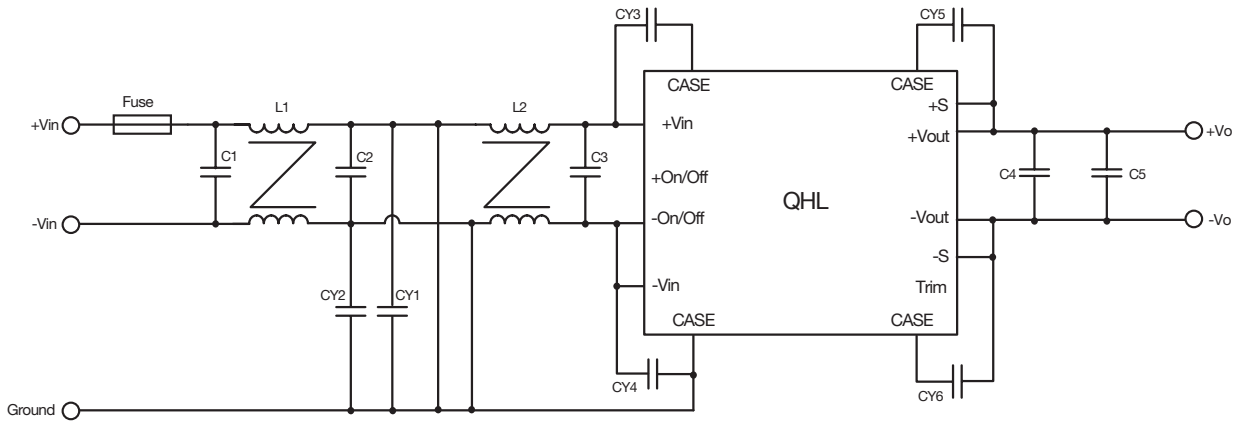 CY3
CY5
CASE
CASE
Fuse
L1
L2
+S
+Vin
+Vin
+Vout
+Vo
C1
C2
C3
C4
C5
+On/Off
QHL
-Vin
-On/Off
-Vout
-Vo
-S
CY2
CY1
-Vin
Trim
CASE
CASE
CY4
CY6
Ground